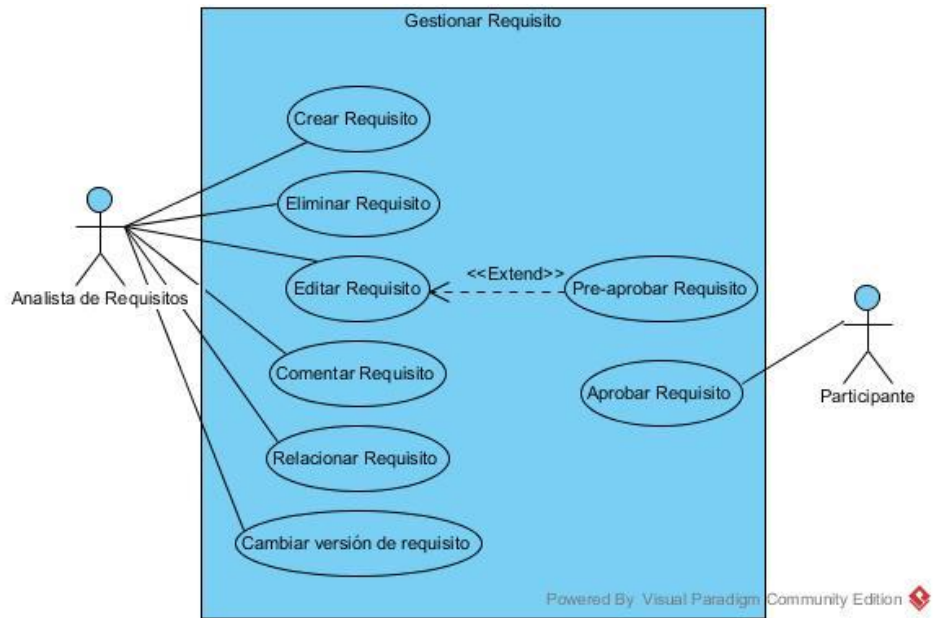 Gestionar Requisito
Crear Requisito
Eliminar Requisito
Editar Requisito
<<Extend>>
Pre-aprobar Requisito
Analista de Requisitos
Comentar Requisito
Aprobar Requisito
Participante
Relacionar Requisito
Cambiar versión de requisito
Powered By Visual Paradigm Community Edition